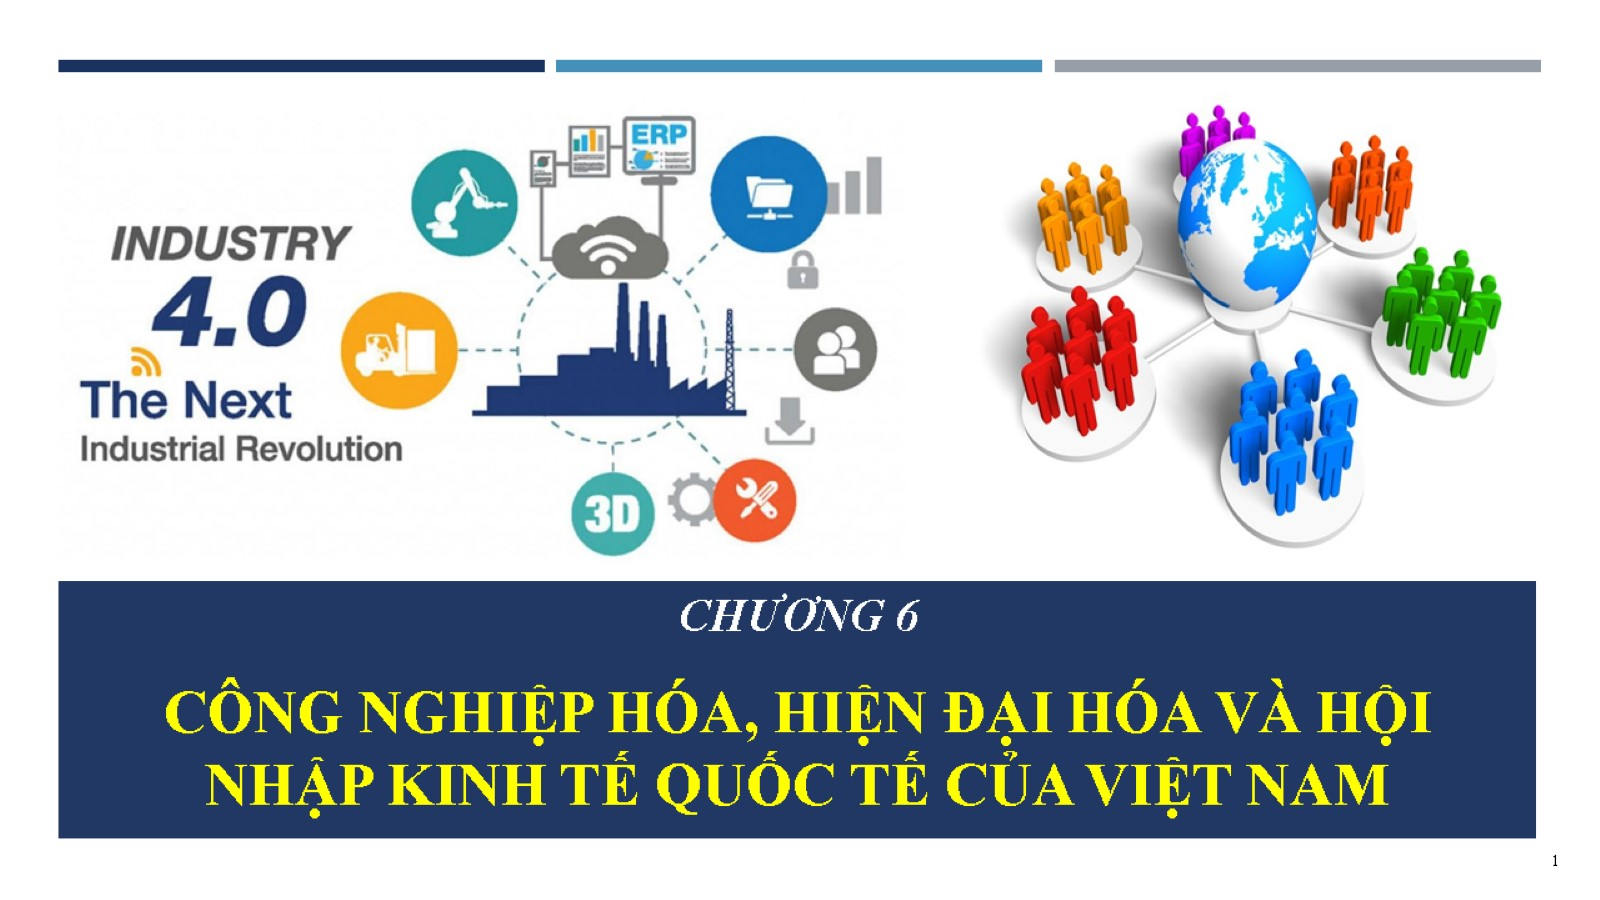 ERP
INDUSTRY
4.0
The Next
Industrial Revolution
3D
CHƯƠNG 6
CÔNG NGHIỆP HÓA, HIỆN ĐẠI HÓA VÀ HỘI
NHẬP KINH TẾ QUỐC TẾ CỦA VIỆT NAM
1